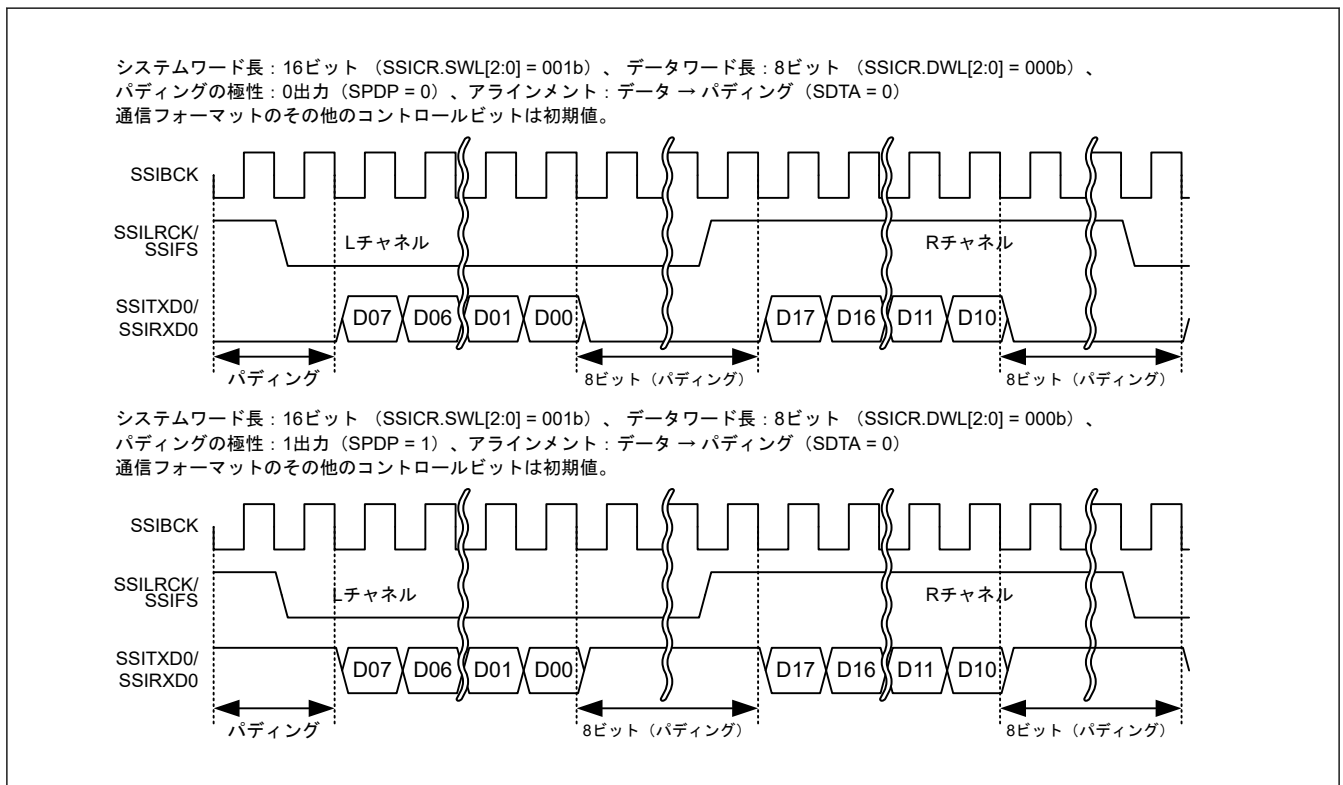 システムワード長：16ビット （SSICR.SWL[2:0] = 001b）、 データワード長：8ビット （SSICR.DWL[2:0] = 000b）、
パディングの極性：0出力（SPDP = 0）、アラインメント：データ → パディング（SDTA = 0）
通信フォーマットのその他のコントロールビットは初期値。
SSIBCK
SSILRCK/
SSIFS
Lチャネル
Rチャネル
SSITXD0/
SSIRXD0
D07 D06 D01 D00 D17 D16 D11 D10
パディング
8ビット（パディング）
8ビット（パディング）
システムワード長：16ビット （SSICR.SWL[2:0] = 001b）、 データワード長：8ビット （SSICR.DWL[2:0] = 000b）、
パディングの極性：1出力（SPDP = 1）、アラインメント：データ → パディング（SDTA = 0）
通信フォーマットのその他のコントロールビットは初期値。
SSIBCK
SSILRCK/
SSIFS
Lチャネル
Rチャネル
SSITXD0/
SSIRXD0
D07 D06 D01 D00 D17 D16 D11 D10
パディング
8ビット（パディング）
8ビット（パディング）